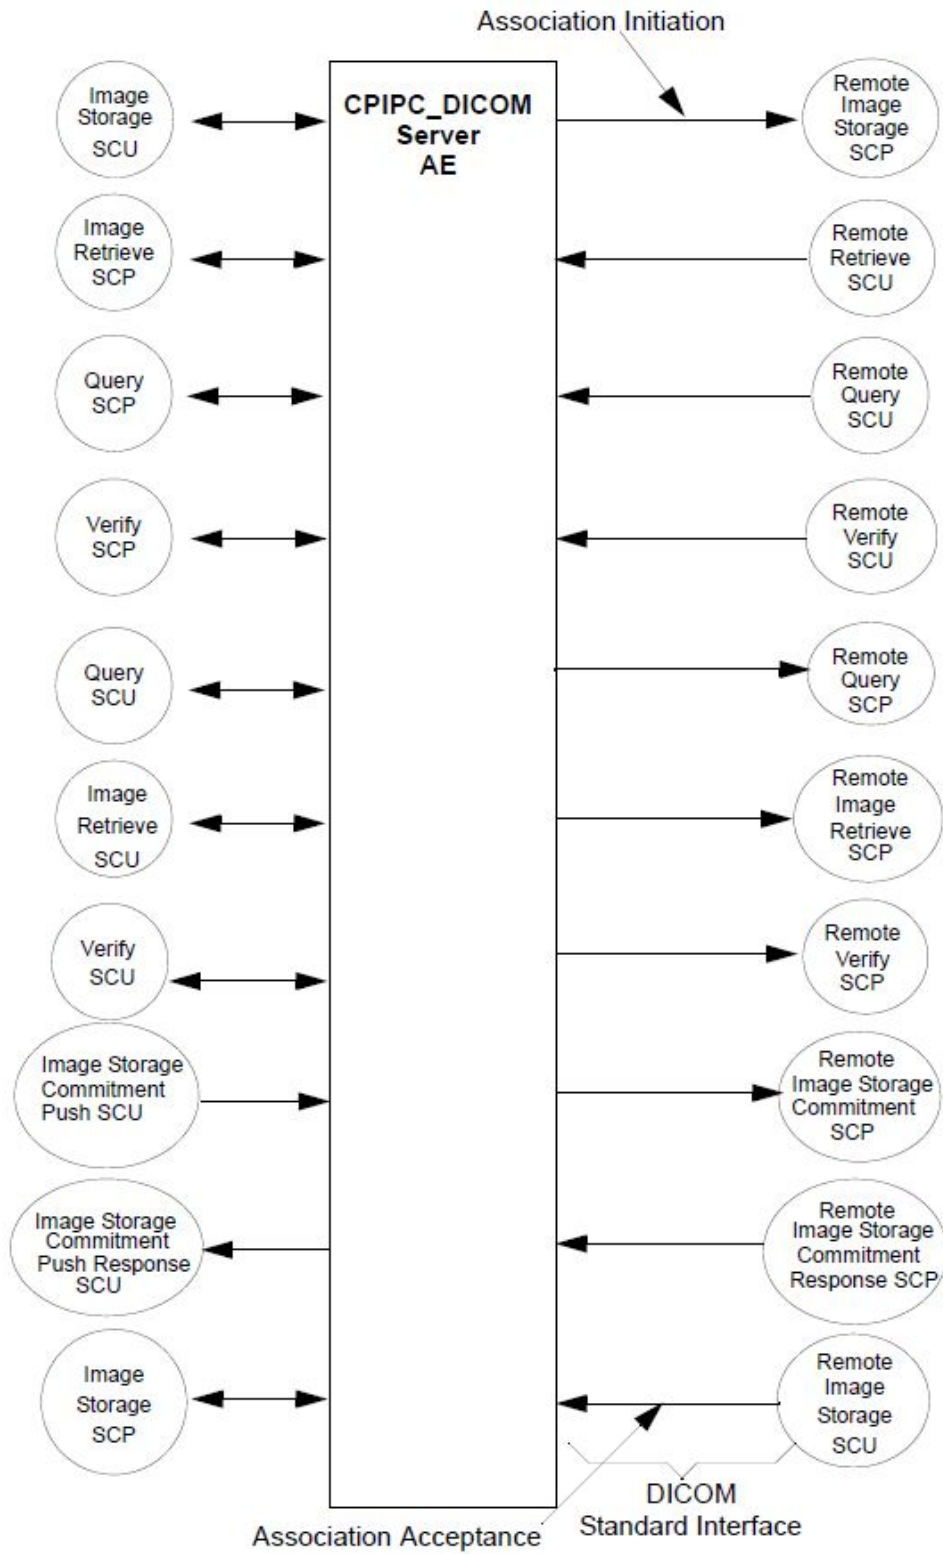 Association Initiation
Image
Storage
SCU
CPIPC_DICOM
Server
AE
Remote
Image
Storage
SCP
Image
Retrieve
SCP
Remote
Retrieve
SCU
Query
SCP
Remote
Query
SCU
Verify
SCP
Remote
Verify
SCU
Query
SCU
Remote
Query
SCP
Image
Retrieve
SCU
Remote
Image
Retrieve
SCP
Verify
SCU
Remote
Verify
SCP
Image Storage
Commitment
Push SCU
Remote
Image Storage
Commitment
SCP
Image Storage
Commitment
Push Response
SCU
Remote
Image Storage
Commitment
Response SCP
Image
Storage
SCP
Remote
Image
Storage
SCU
DICOM
Standard Interface
Association Acceptance